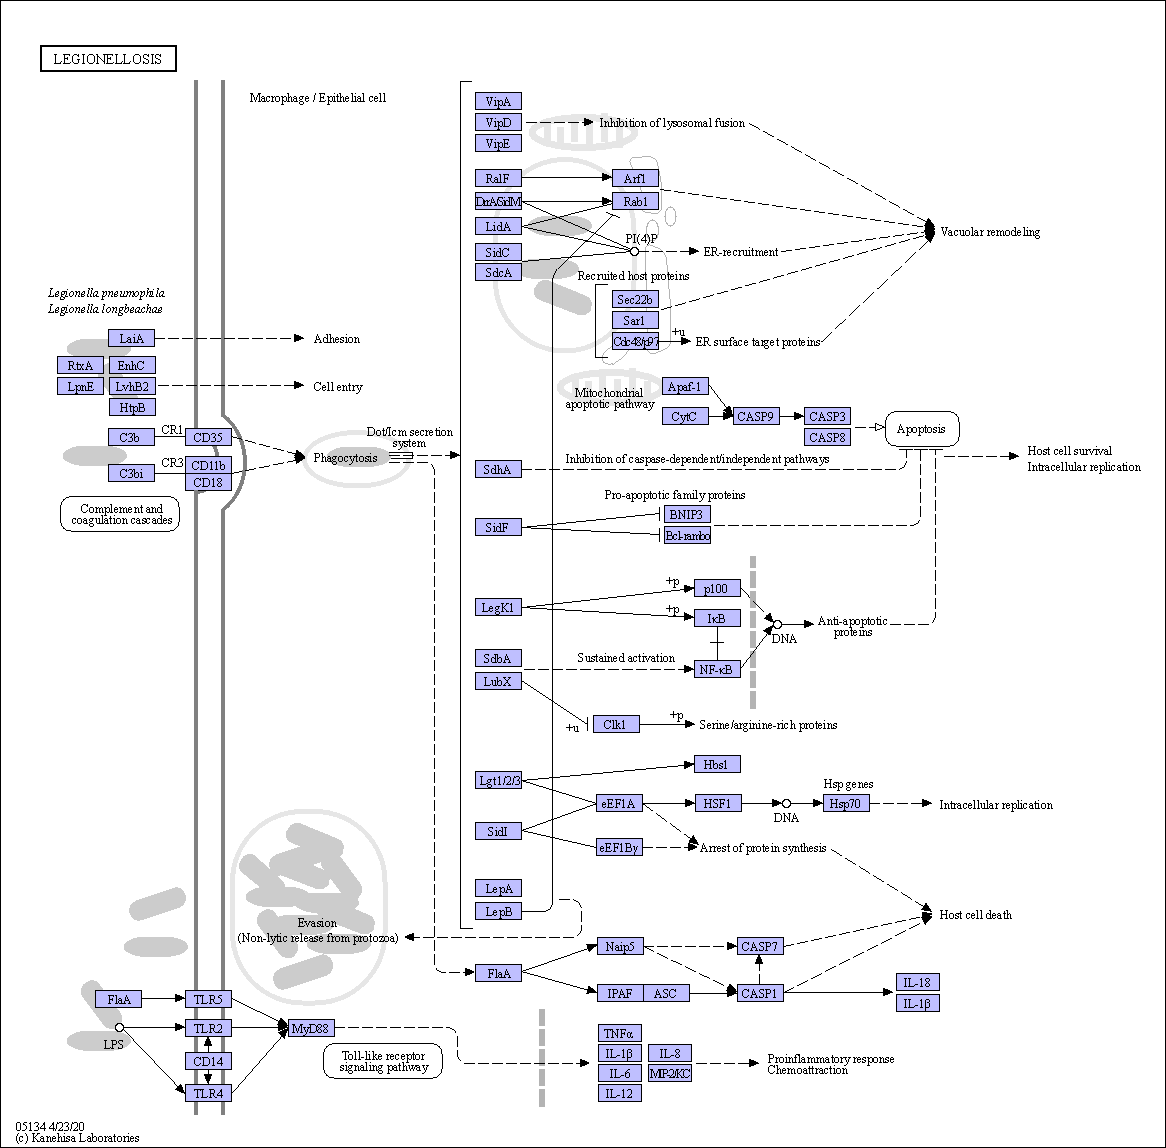 LEGIONELLOSIS
Macrophage / Epithelial cell
VipA
VipD
VipE
Inhibition of lysosomal fusion
RalF
Arf1
DrrA/SidM
Rab1
LidA
Vacuolar remodeling
PI(4)P
SidC
ER-recruitment
SdcA
Recruited host proteins
Sec22b
Sar1
Cdc48/p97
+u
ER surface target proteins
Legionella pneumophila
Legionella longbeachae
LaiA
Adhesion
RtxA
EnhC
LpnE
LvhB2
Cell entry
HtpB
Mitochondrial
apoptotic pathway
Apaf-1
CytC
CASP9
CASP3
CASP8
Apoptosis
C3b
CR1
CD35
C3bi
CR3
CD11b
CD18
Phagocytosis
Dot/Icm secretion
system
Complement and
coagulation cascades
SdhA
Inhibition of caspase-dependent/independent pathways
Host cell survival
Intracellular replication
Pro-apoptotic family proteins
SidF
BNIP3
Bcl-rambo
LegK1
+p
p100
+p
IκB
DNA
Anti-apoptotic
proteins
SdbA
Sustained activation
NF-κB
LubX
+u
Clk1
+p
Serine/arginine-rich proteins
Lgt1/2/3
Hbs1
eEF1A
HSF1
DNA
Hsp genes
Hsp70
Intracellular replication
SidI
eEF1By
Arrest of protein synthesis
LepA
LepB
Host cell death
Evasion
(Non-lytic release from protozoa)
FlaA
Naip5
CASP7
IPAF
ASC
CASP1
IL-18
IL-1β
FlaA
TLR5
LPS
TLR2
MyD88
CD14
TLR4
Toll-like receptor
signaling pathway
TNFα
IL-1β
IL-8
IL-6
MIP2/KC
IL-12
Proinflammatory response
Chemoattraction
05134 4/23/20
(c) Kanehisa Laboratories